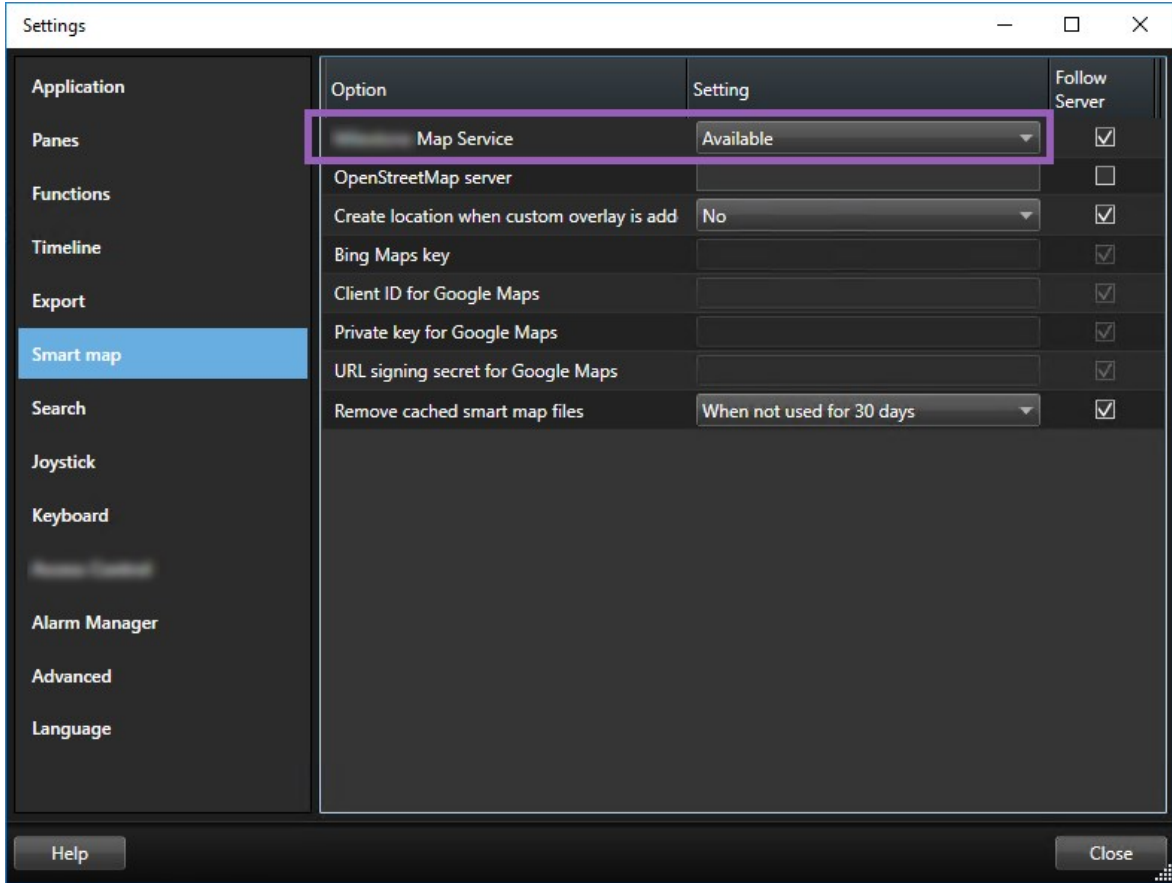 Settings
Application
Panes
Functions
Timeline
Export
Smart map
Search
Joystick
Keyboard
Alarm Manager
Advanced
Language
Option Setting Follow Server
Map Service Available
OpenStreetMap server
Create location when custom overlay is add No
Bing Maps key
Client ID for Google Maps
Private key for Google Maps
URL signing secret for Google Maps
Remove cached smart map files When not used for 30 days
Help Close